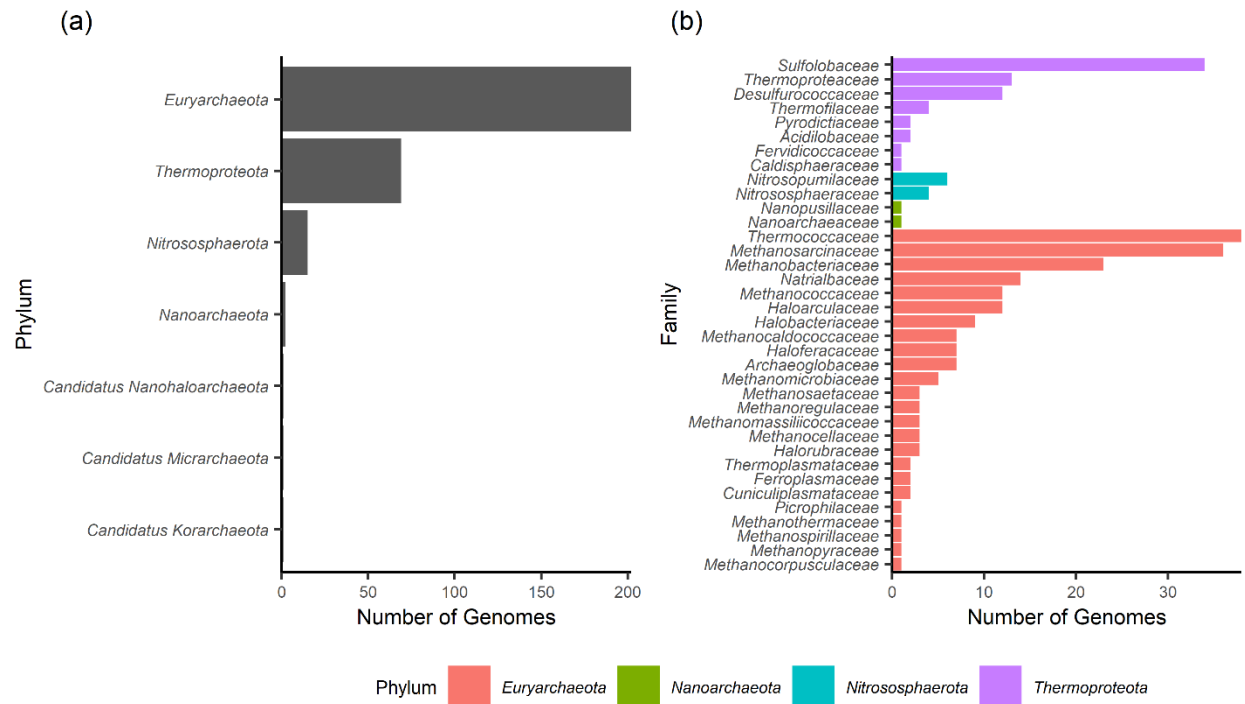 (a)
Phylum
Euryarchaeota
Thermoproteota
Nitrososphaerota
Nanoarchaeota
Candidatus Nanohaloarchaeota
Candidatus Micrarchaeota
Candidatus Korarchaeota
0 50 100 150 200
Number of Genomes
(b)
Family
Sulfolobaceae
Thermoproteaceae
Desulfurococcaceae
Thermofilaceae
Pyrodictiaceae
Acidilobaceae
Fervidicoccaceae
Caldisphaeraceae
Nitrosopumilaceae
Nitrososphaeraceae
Nanopusillaceae
Nanoarchaeaceae
Thermococcaceae
Methanosarcinaceae
Methanobacteriaceae
Natrialbaceae
Methanococcaceae
Haloarculaceae
Halobacteriaceae
Methanocaldococcaceae
Haloferacaceae
Archaeoglobaceae
Methanomicrobiaceae
Methanosaetaceae
Methanoregulaceae
Methanomassiliicoccaceae
Methanocellaceae
Halorubraceae
Thermoplasmataceae
Ferroplasmaceae
Cuniculiplasmataceae
Picrophilaceae
Methanothermaceae
Methanospirillaceae
Methanopyraceae
Methanocorpusculaceae
0 10 20 30
Number of Genomes
Phylum Euryarchaeota Nanoarchaeota Nitrososphaerota Thermoproteota